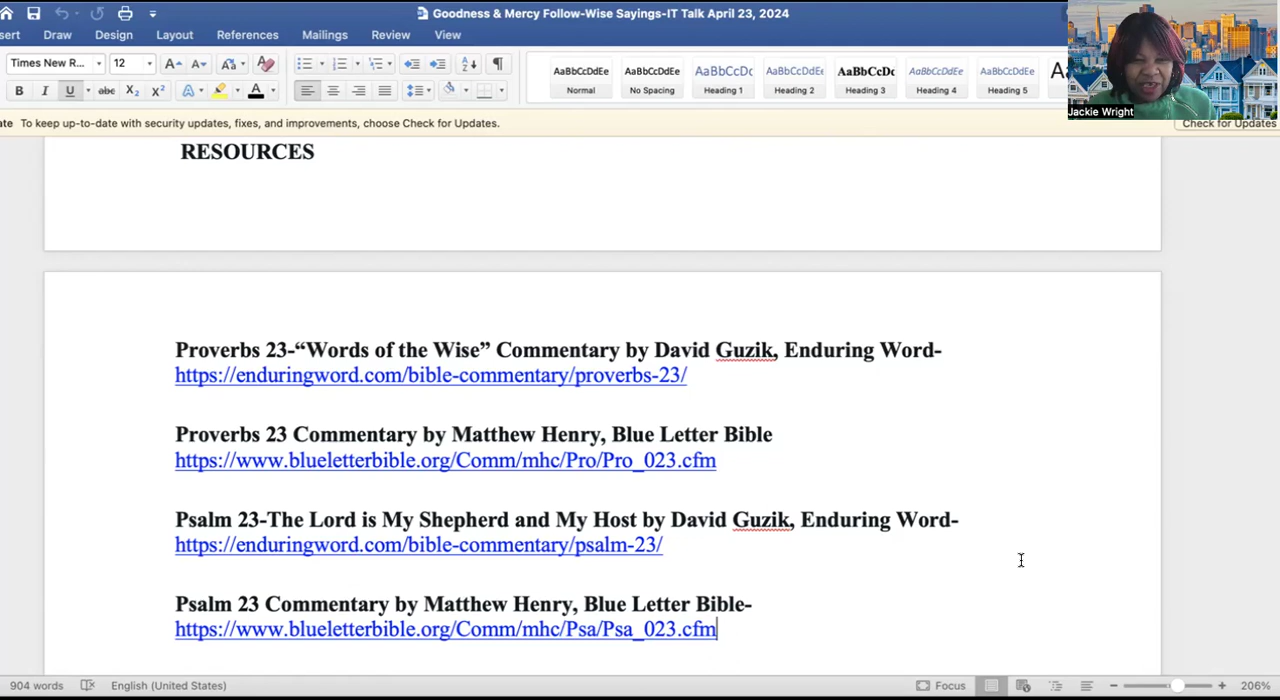 Goodness & Mercy Follow-Wise Sayings-IT Talk April 23, 2024
sert Draw Design Layout References Mailings Review View
Times New R... 12
AaBbCcDdEe AaBbCcDdEe AaBbCcDc AaBbCcDdEє AaBbCcDc AaBbCcDdEe AaBbCcDdEe
Normal No Spacing Heading 1 Heading 2 Heading 3 Heading 4 Heading 5
Jackie Wright
ate To keep up-to-date with security updates, fixes, and improvements, choose Check for Updates. Check for Updates
RESOURCES
Proverbs 23-“Words of the Wise” Commentary by David Guzik, Enduring Word-
https://enduringword.com/bible-commentary/proverbs-23/
Proverbs 23 Commentary by Matthew Henry, Blue Letter Bible
https://www.blueletterbible.org/Comm/mhc/Pro/Pro_023.cfm
Psalm 23-The Lord is My Shepherd and My Host by David Guzik, Enduring Word-
https://enduringword.com/bible-commentary/psalm-23/
Psalm 23 Commentary by Matthew Henry, Blue Letter Bible-
https://www.blueletterbible.org/Comm/mhc/Psa/Psa_023.cfm
904 words English (United States) Focus 206%